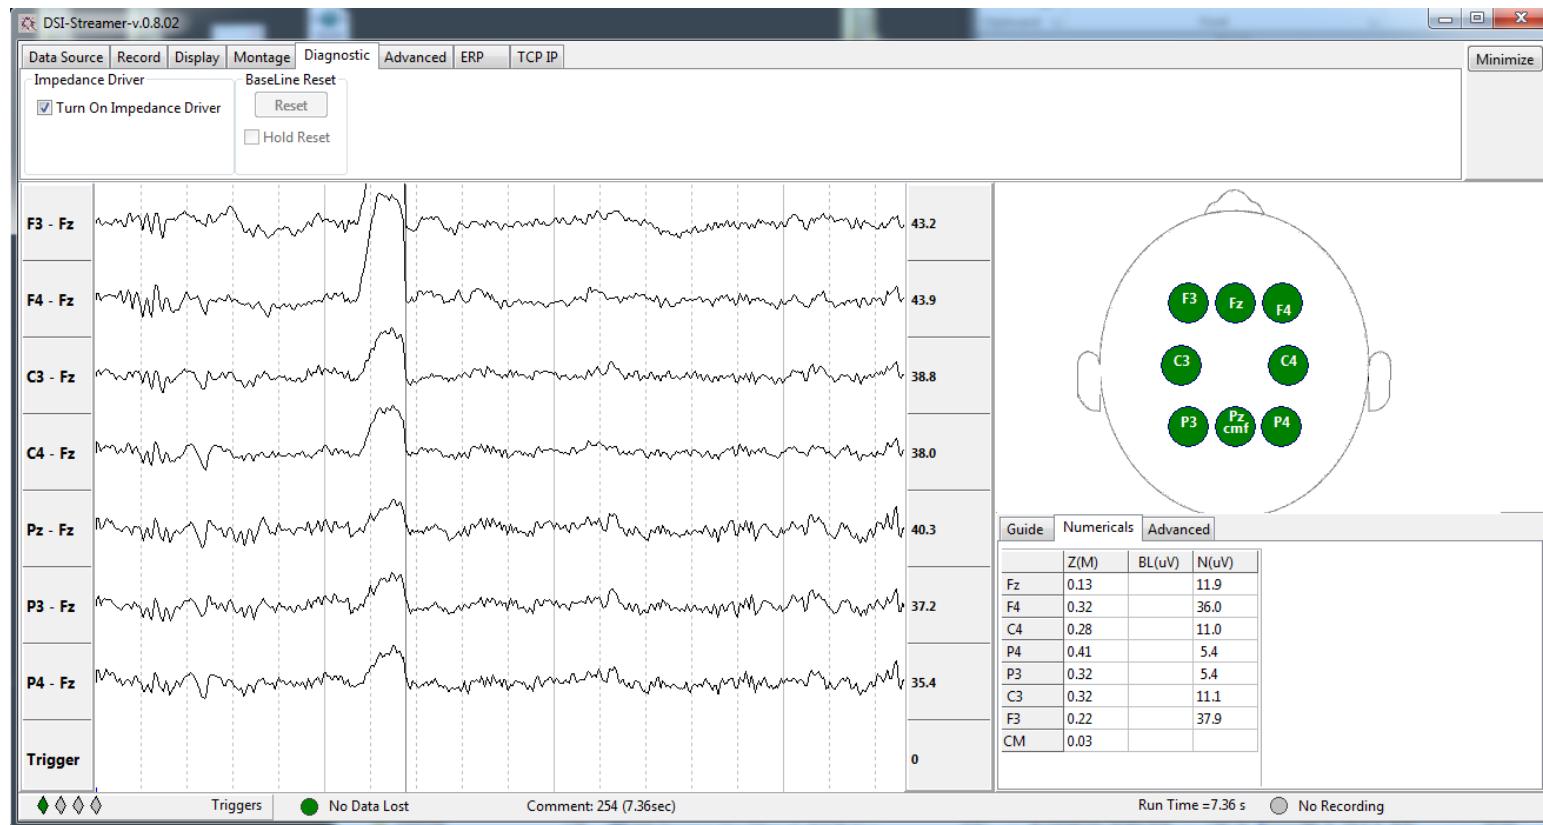 DSI-Streamer-v.0.8.02
Data Source Record Display Montage Diagnostic Advanced ERP TCP IP
Minimize
Impedance Driver BaseLine Reset
Turn On Impedance Driver Reset
Hold Reset
F3 - Fz 43.2
F4 - Fz 43.9
C3 - Fz 38.8
C4 - Fz 38.0
Pz - Fz 40.3
P3 - Fz 37.2
P4 - Fz 35.4
Trigger 0
F3 Fz F4
C3 C4
P3 Pz cmf P4
Guide Numericals Advanced
Z(M) BL(uV) N(uV)
Fz 0.13 11.9
F4 0.32 36.0
C4 0.28 11.0
P4 0.41 5.4
P3 0.32 5.4
C3 0.32 11.1
F3 0.22 37.9
CM 0.03
Triggers No Data Lost Comment: 254 (7.36sec) Run Time =7.36 s No Recording